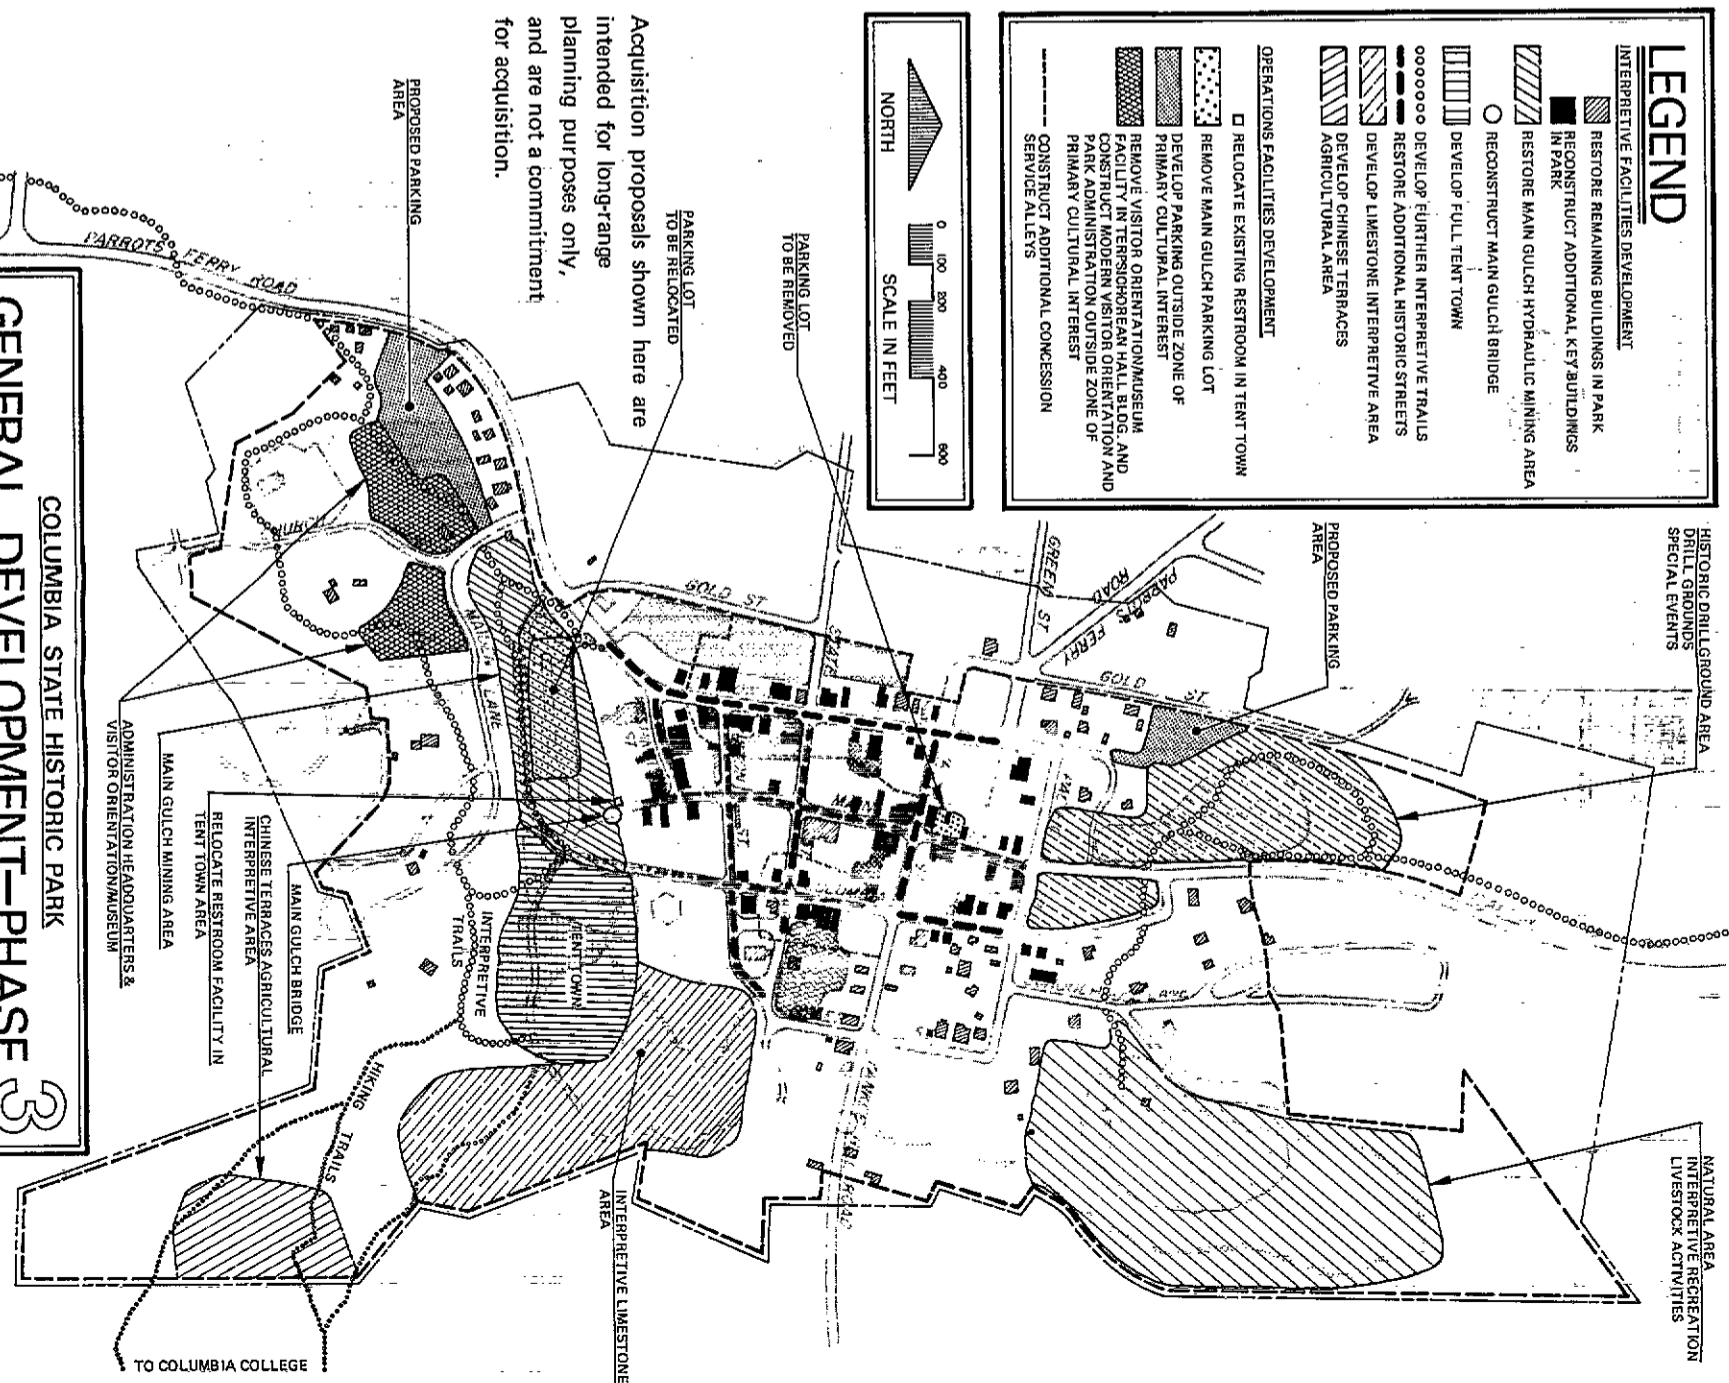 LEGEND
INTERPRETIVE FACILITIES DEVELOPMENT
RESTORE REMAINING BUILDINGS IN PARK
RECONSTRUCT ADDITIONAL KEY BUILDINGS
IN PARK
RESTORE MAIN GULCH HYDRAULIC MINING AREA
RECONSTRUCT MAIN GULCH BRIDGE
DEVELOP FULL TENT TOWN
DEVELOP FURTHER INTERPRETIVE TRAILS
RESTORE ADDITIONAL HISTORIC STREETS
DEVELOP LIMESTONE INTERPRETIVE AREA
DEVELOP CHINESE TERRACES
AGRICULTURAL AREA
OPERATIONS FACILITIES DEVELOPMENT
RELOCATE EXISTING RESTROOM IN TENT TOWN
REMOVE MAIN GULCH PARKING LOT
DEVELOP PARKING OUTSIDE ZONE OF
PRIMARY CULTURAL INTEREST
REMOVE VISITOR ORIENTATION/MUSEUM
FACILITY IN TERPSICHOREAN HALL BLDG. AND
CONSTRUCT MODERN VISITOR ORIENTATION AND
PARK ADMINISTRATION OUTSIDE ZONE OF
PRIMARY CULTURAL INTEREST
CONSTRUCT ADDITIONAL CONCESSION
SERVICE ALLEYS
NORTH
0 100 200 400 600
SCALE IN FEET
Acquisition proposals shown here are
intended for long-range
planning purposes only,
and are not a commitment
for acquisition.
HISTORIC DRILLGROUND AREA
DRILL GROUNDS
SPECIAL EVENTS
NATURAL AREA
INTERPRETIVE RECREATION
LIVESTOCK ACTIVITIES
PROPOSED PARKING
AREA
PARKING LOT
TO BE REMOVED
PARKING LOT
TO BE RELOCATED
PROPOSED PARKING
AREA
PARROTS FERRY ROAD
GREEN ST
PARROTS FERRY ROAD
GOLD ST
GOLD ST
STATE
MAIN
ST
TENT TOWN
INTERPRETIVE
TRAILS
LANE
HIKING TRAILS
INTERPRETIVE LIMESTONE
AREA
TO COLUMBIA COLLEGE
MAIN GULCH BRIDGE
CHINESE TERRACES AGRICULTURAL
INTERPRETIVE AREA
RELOCATE RESTROOM FACILITY IN
TENT TOWN AREA
MAIN GULCH MINING AREA
ADMINISTRATION HEADQUARTERS &
VISITOR ORIENTATION/MUSEUM
COLUMBIA STATE HISTORIC PARK
GENERAL DEVELOPMENT—PHASE 3